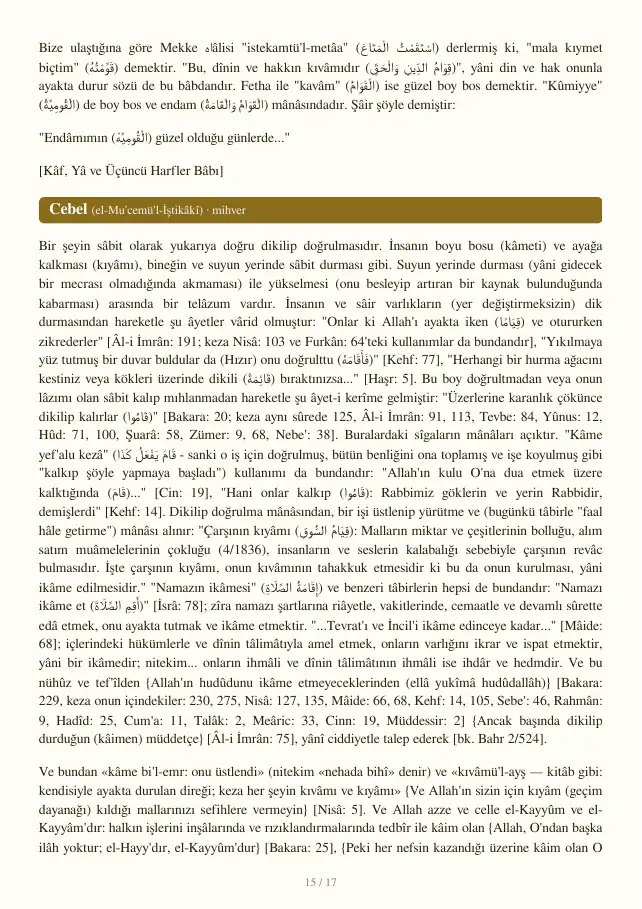 Bize ulaştığına göre Mekke اهâlisi "istekamtü'l-metâa" (اسْتَقَمْتُ الْمَتَاعَ) derlermiş ki, "mala kıymet
biçtim" (قَوَّمْتُهُ) demektir. "Bu, dînin ve hakkın kıvamıdır (قِوَامُ الدِّينِ وَالْحَقِّ)", yâni din ve hak onunla
ayakta durur sözü de bu bâbdandır. Fetha ile "kavâm" (الْقَوَامُ) ise güzel boy bos demektir. "Kûmiyye"
(الْقُومِيَّةُ) de boy bos ve endam (الْقَوَامُ وَالْقَامَةُ) mânâsındadır. Şâir şöyle demiştir:
"Endâmımın (الْقُومِيَّةِ) güzel olduğu günlerde..."
[Kâf, Yâ ve Üçüncü Harfler Bâbı]
Cebel (el-Mu'cemü'l-İştikâkî) · mihver
Bir şeyin sâbit olarak yukarıya doğru dikilip doğrulmasıdır. İnsanın boyu bosu (kâmeti) ve ayağa
kalkması (kıyâmı), bineğin ve suyun yerinde sâbit durması gibi. Suyun yerinde durması (yâni gidecek
bir mecrası olmadığında akmaması) ile yükselmesi (onu besleyip artıran bir kaynak bulunduğunda
kabarması) arasında bir telâzum vardır. İnsanın ve sâir varlıkların (yer değiştirmeksizin) dik
durmasından hareketle şu âyetler vârid olmuştur: "Onlar ki Allah'ı ayakta iken (قِيَامًا) ve otururken
zikrederler" [Âl-i İmrân: 191; keza Nisâ: 103 ve Furkân: 64'teki kullanımlar da bundandır], "Yıkılmaya
yüz tutmuş bir duvar buldular da (Hızır) onu doğrulttu (فَأَقَامَهُ)" [Kehf: 77], "Herhangi bir hurma ağacını
kestiniz veya kökleri üzerinde dikili (قَائِمَةً) bıraktınızsa..." [Haşr: 5]. Bu boy doğrultmadan veya onun
lâzımı olan sâbit kalıp mıhlanmadan hareketle şu âyet-i kerîme gelmiştir: "Üzerlerine karanlık çökünce
dikilip kalırlar (قَامُوا)" [Bakara: 20; keza aynı sûrede 125, Âl-i İmrân: 91, 113, Tevbe: 84, Yûnus: 12,
Hûd: 71, 100, Şuarâ: 58, Zümer: 9, 68, Nebe': 38]. Buralardaki sîgaların mânâları açıktır. "Kâme
yef'alu kezâ" (قَامَ يَفْعَلُ كَذَا - sanki o iş için doğrulmuş, bütün benliğini ona toplamış ve işe koyulmuş gibi
"kalkıp şöyle yapmaya başladı") kullanımı da bundandır: "Allah'ın kulu O'na dua etmek üzere
kalktığında (قَامَ)..." [Cin: 19], "Hani onlar kalkıp (قَامُوا): Rabbimiz göklerin ve yerin Rabbidir,
demişlerdi" [Kehf: 14]. Dikilip doğrulma mânâsından, bir işi üstlenip yürütme ve (bugünkü tâbirle "faal
hâle getirme") mânâsı alınır: "Çarşının kıyâmı (قِيَامُ السُّوقِ): Malların miktar ve çeşitlerinin bolluğu, alım
satım muâmelelerinin çokluğu (4/1836), insanların ve seslerin kalabalığı sebebiyle çarşının revâc
bulmasıdır. İşte çarşının kıyâmı, onun kıvamının tahakkuk etmesidir ki bu da onun kurulması, yâni
ikâme edilmesidir." "Namazın ikâmesi" (إِقَامَةُ الصَّلَاةِ) ve benzeri tâbirlerin hepsi de bundandır: "Namazı
ikâme et (أَقِمِ الصَّلَاةَ)" [İsrâ: 78]; zîra namazı şartlarına riâyetle, vakitlerinde, cemaatle ve devamlı sûrette
edâ etmek, onu ayakta tutmak ve ikâme etmektir. "...Tevrat'ı ve İncil'i ikâme edinceye kadar..." [Mâide:
68]; içlerindeki hükümlerle ve dînin tâlimâtıyla amel etmek, onların varlığını ikrar ve ispat etmektir,
yâni bir ikâmedir; nitekim... onların ihmâli ve dînin tâlimâtının ihmâli ise ihdâr ve hedmdir. Ve bu
nühûz ve tef'îlden {Allah'ın hudûdunu ikâme etmeyeceklerinden (ellâ yukîmâ hudûdallâh)} [Bakara:
229, keza onun içindekiler: 230, 275, Nisâ: 127, 135, Mâide: 66, 68, Kehf: 14, 105, Sebe': 46, Rahmân:
9, Hadîd: 25, Cum'a: 11, Talâk: 2, Meâric: 33, Cinn: 19, Müddessir: 2] {Ancak başında dikilip
durduğun (kâimen) müddetçe} [Âl-i İmrân: 75], yânî ciddiyetle talep ederek [bk. Bahr 2/524].
Ve bundan «kâme bi'l-emr: onu üstlendi» (nitekim «nehada bihî» denir) ve «kıvâmü'l-ayş — kitâb gibi:
kendisiyle ayakta durulan direği; keza her şeyin kıvamı ve kıyâmı» {Ve Allah'ın sizin için kıyâm (geçim
dayanağı) kıldığı mallarınızı sefihlere vermeyin} [Nisâ: 5]. Ve Allah azze ve celle el-Kayyûm ve el-
Kayyâm'dır: halkın işlerini inşâlarında ve rızıklandırmalarında tedbîr ile kâim olan {Allah, O'ndan başka
ilâh yoktur; el-Hayy'dır, el-Kayyûm'dur} [Bakara: 25], {Peki her nefsin kazandığı üzerine kâim olan O
15 / 17